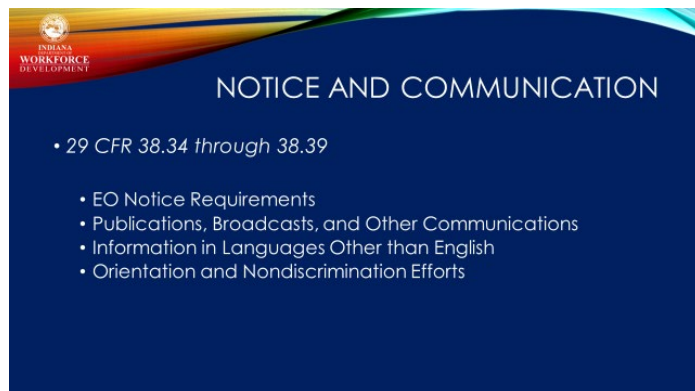 INDIANA
DEPARTMENT OF
WORKFORCE
DEVELOPMENT
NOTICE AND COMMUNICATION
• 29 CFR 38.34 through 38.39
• EO Notice Requirements
• Publications, Broadcasts, and Other Communications
• Information in Languages Other than English
• Orientation and Nondiscrimination Efforts